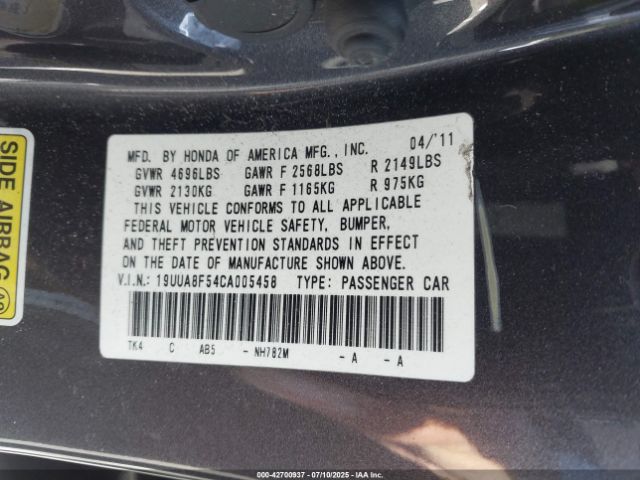 MFD. BY HONDA OF AMERICA MFG., INC. 04/'11
GVWR 4696LBS GAWR F 2568LBS R 2149LBS
GVWR 2130KG GAWR F 1165KG R 975KG
THIS VEHICLE CONFORMS TO ALL APPLICABLE
FEDERAL MOTOR VEHICLE SAFETY, BUMPER,
AND THEFT PREVENTION STANDARDS IN EFFECT
ON THE DATE OF MANUFACTURE SHOWN ABOVE.
V.I.N.: 19UUA8F54CA005458 TYPE: PASSENGER CAR
TK4 C AB5 - NH782M - A - A
SIDE AIRBAG
000-42700937 - 07/10/2025 - IAA Inc.